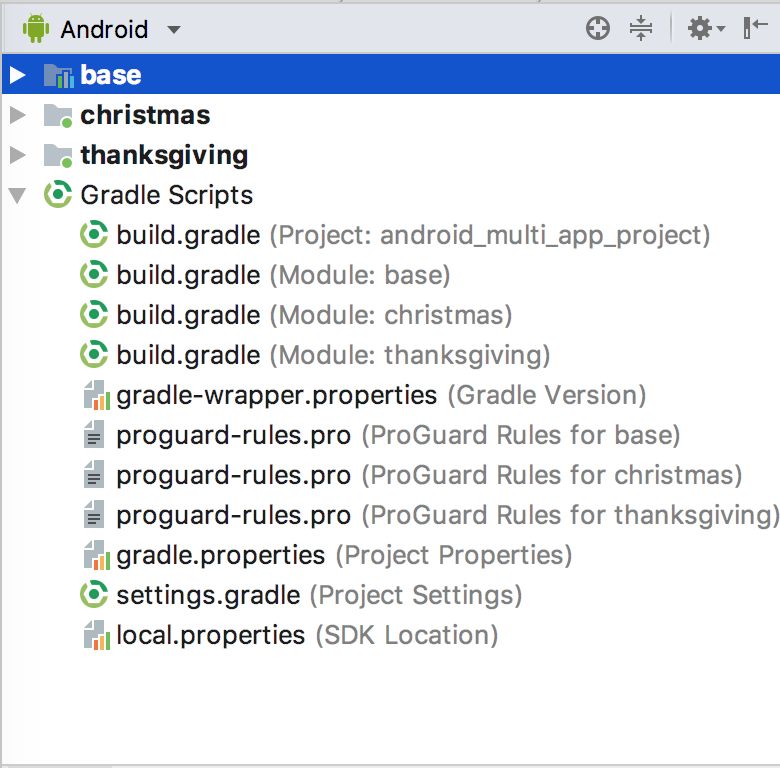 Android
base
christmas
thanksgiving
Gradle Scripts
build.gradle (Project: android_multi_app_project)
build.gradle (Module: base)
build.gradle (Module: christmas)
build.gradle (Module: thanksgiving)
gradle-wrapper.properties (Gradle Version)
proguard-rules.pro (ProGuard Rules for base)
proguard-rules.pro (ProGuard Rules for christmas)
proguard-rules.pro (ProGuard Rules for thanksgiving)
gradle.properties (Project Properties)
settings.gradle (Project Settings)
local.properties (SDK Location)